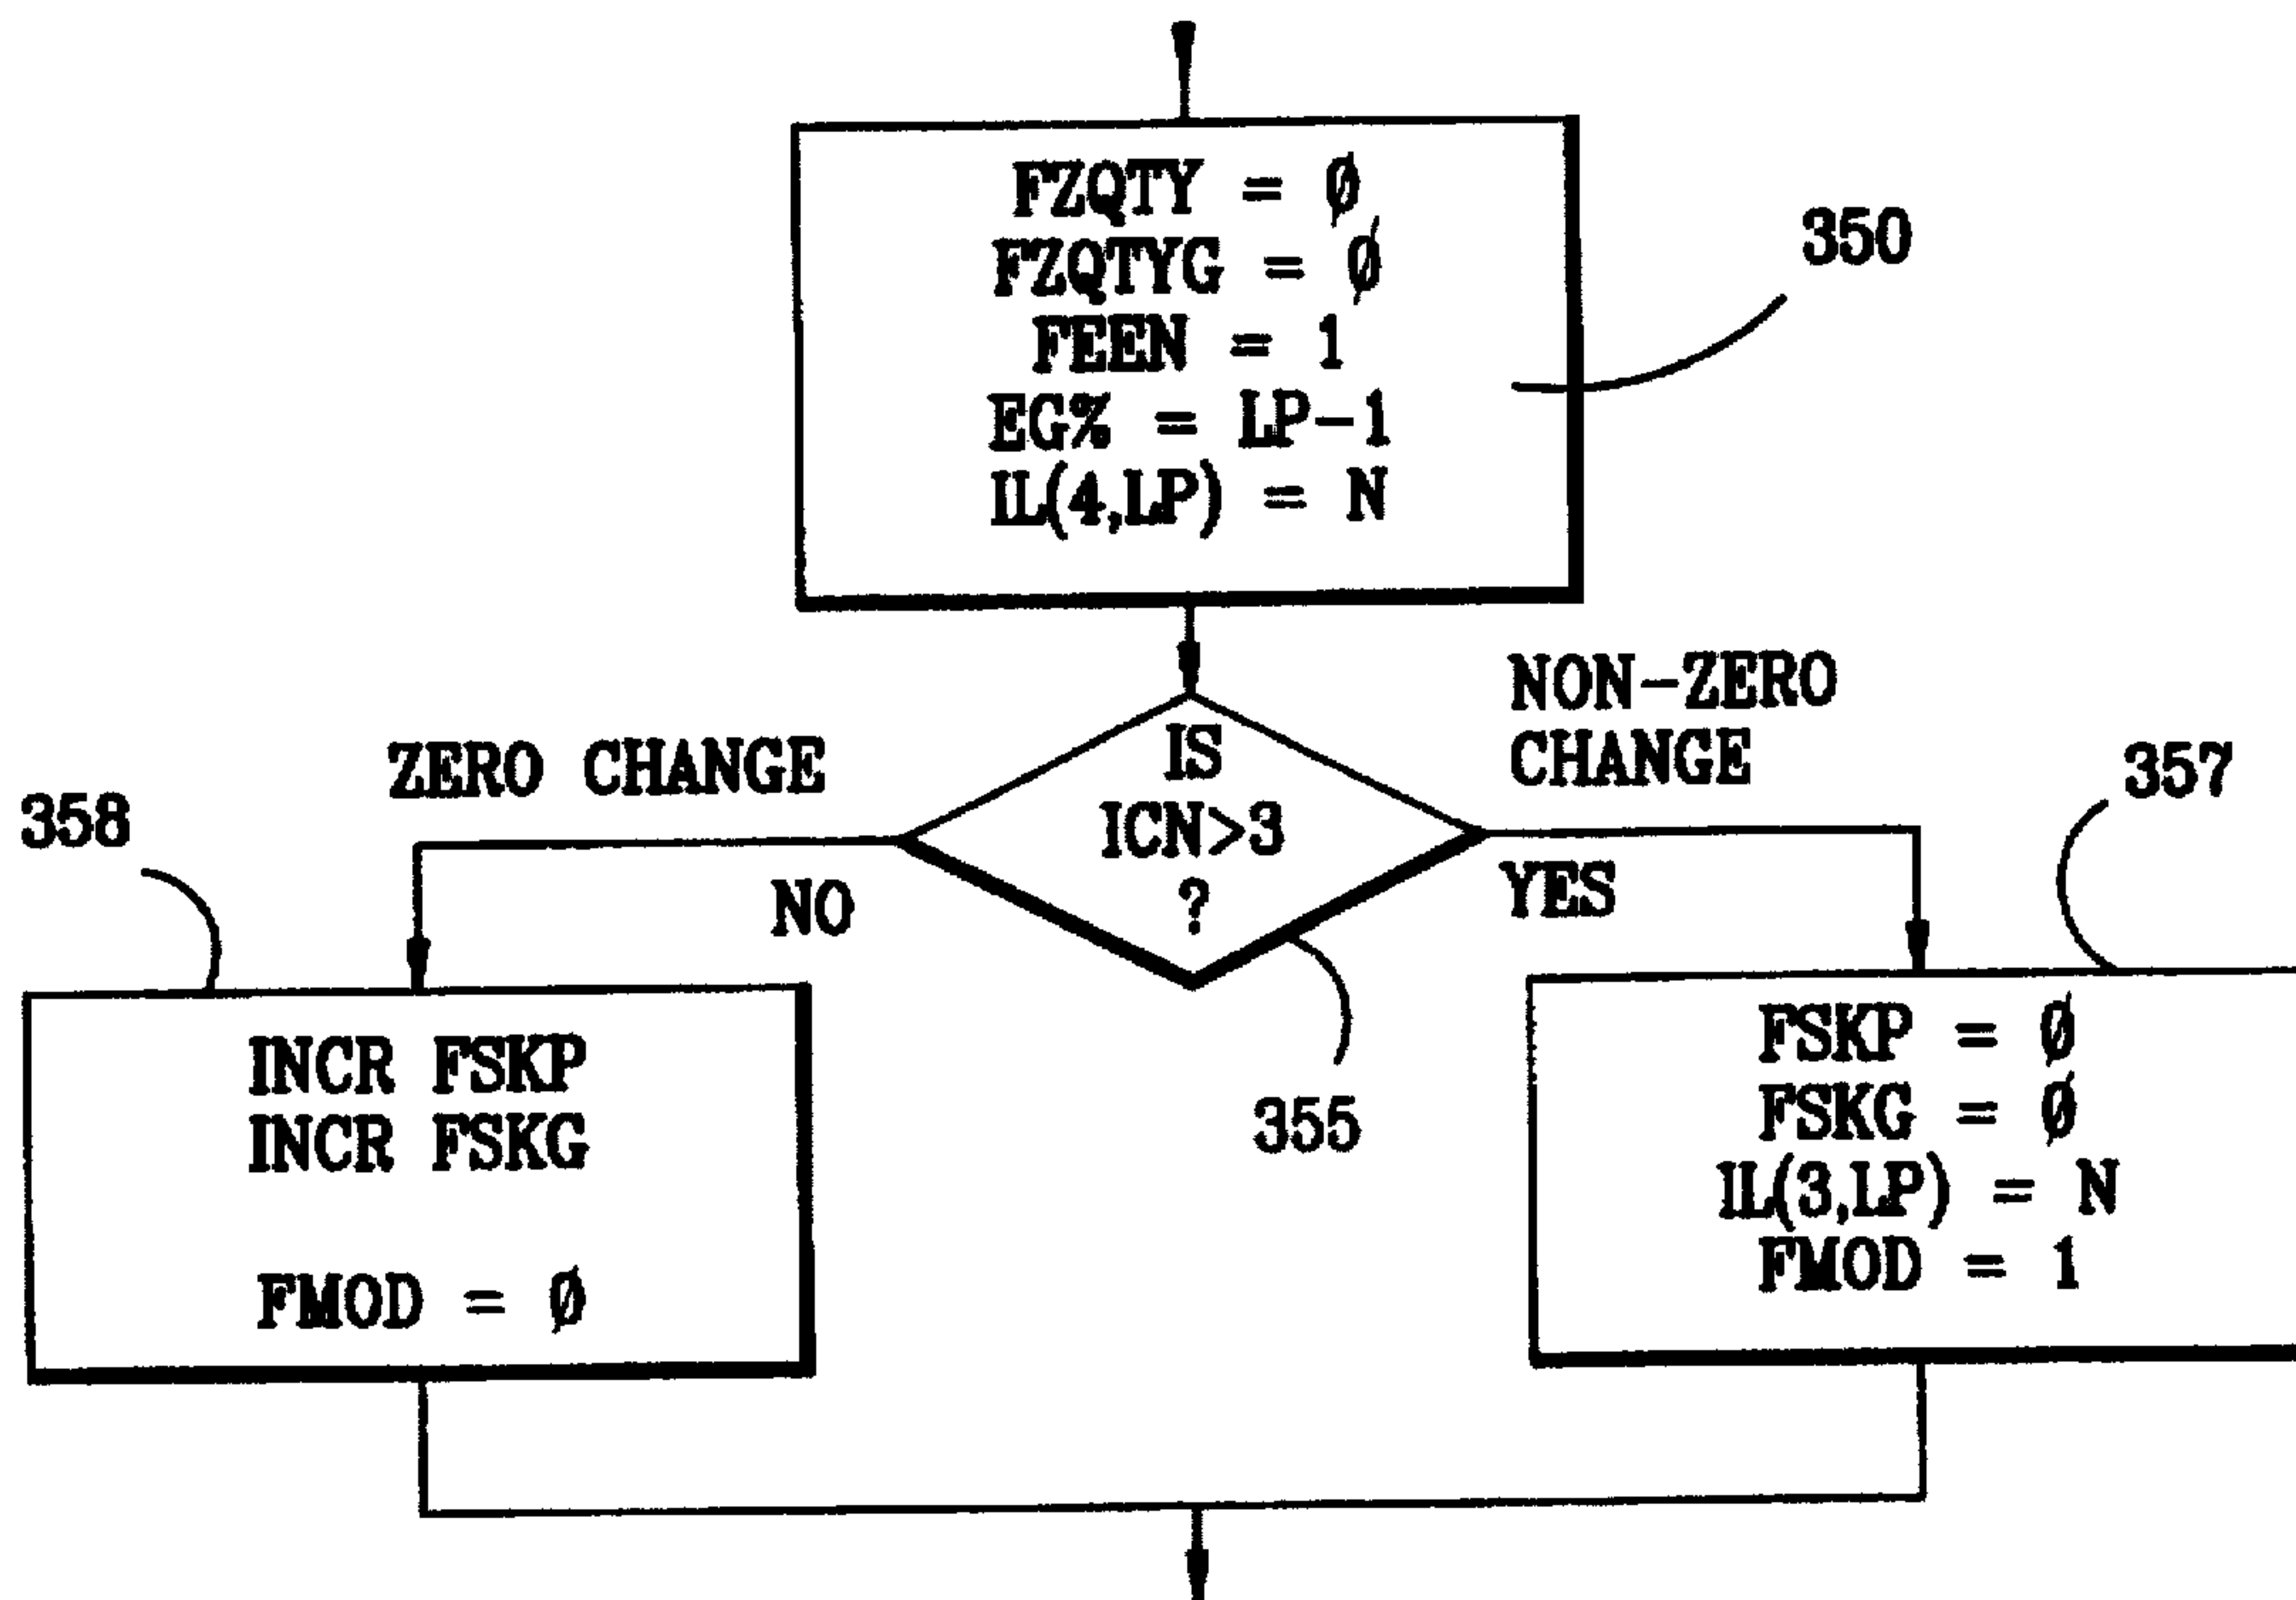 FZQTY = Ø
FZQTYG = Ø
FEEN = 1
EG% = LP-1
IL(4,LP) = N
350
IS
ICN>3
?
355
ZERO CHANGE
NO
NON-ZERO
CHANGE
YES
358
INCR FSKP
INCR FSKG
FMOD = Ø
357
FSKP = Ø
FSKG = Ø
IL(3,LP) = N
FMOD = 1